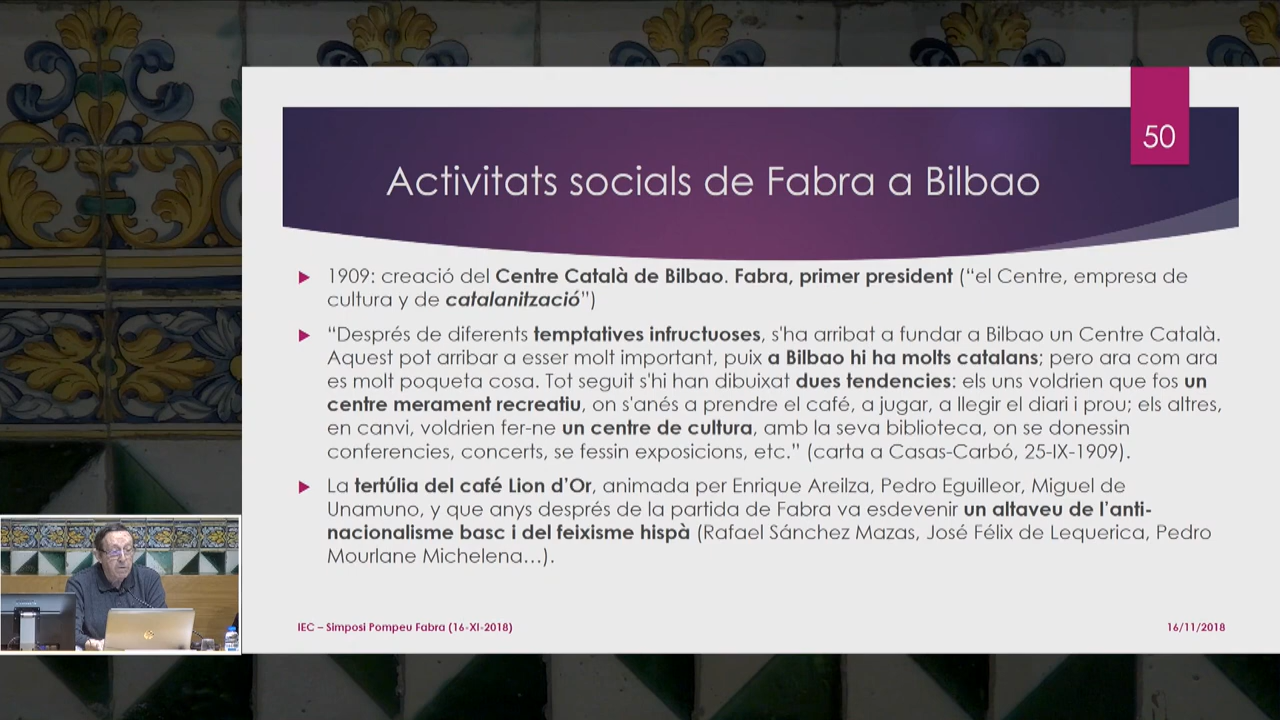 50
Activitats socials de Fabra a Bilbao
1909: creació del Centre Català de Bilbao. Fabra, primer president (“el Centre, empresa de
cultura y de catalanització”)
“Després de diferents temptatives infructuoses, s'ha arribat a fundar a Bilbao un Centre Català.
Aquest pot arribar a esser molt important, puix a Bilbao hi ha molts catalans; pero ara com ara
es molt poqueta cosa. Tot seguit s'hi han dibuixat dues tendencies: els uns voldrien que fos un
centre merament recreatiu, on s'anés a prendre el café, a jugar, a llegir el diari i prou; els altres,
en canvi, voldrien fer-ne un centre de cultura, amb la seva biblioteca, on se donessin
conferencies, concerts, se fessin exposicions, etc.” (carta a Casas-Carbó, 25-IX-1909).
La tertúlia del café Lion d’Or, animada per Enrique Areilza, Pedro Eguilleor, Miguel de
Unamuno, y que anys després de la partida de Fabra va esdevenir un altaveu de l’anti-
nacionalisme basc i del feixisme hispà (Rafael Sánchez Mazas, José Félix de Lequerica, Pedro
Mourlane Michelena…).
IEC – Simposi Pompeu Fabra (16-XI-2018)
16/11/2018